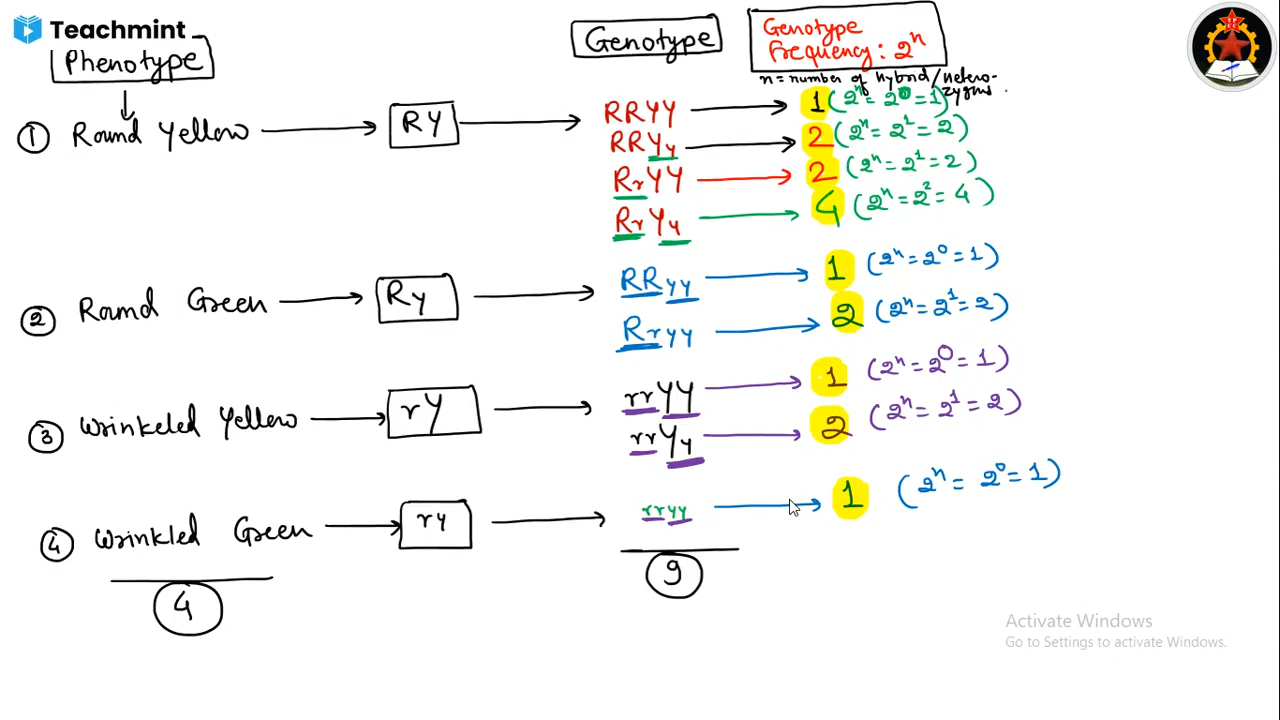 Teachmint
Phenotype
Genotype
Genotype
Frequency: 2ⁿ
n = number of hybrid/hetero-
zygous.
① Round Yellow → RY → RRYY → 1 (2ⁿ = 2⁰ = 1)
RRYy → 2 (2ⁿ = 2¹ = 2)
RrYY → 2 (2ⁿ = 2¹ = 2)
RrYy → 4 (2ⁿ = 2² = 4)
② Round Green → Ry → RRyy → 1 (2ⁿ = 2⁰ = 1)
Rryy → 2 (2ⁿ = 2¹ = 2)
③ Wrinkeled Yellow → rY → rrYY → 1 (2ⁿ = 2⁰ = 1)
rrYy → 2 (2ⁿ = 2¹ = 2)
④ Wrinkled Green → ry → rryy → 1 (2ⁿ = 2⁰ = 1)
4
9
Activate Windows
Go to Settings to activate Windows.